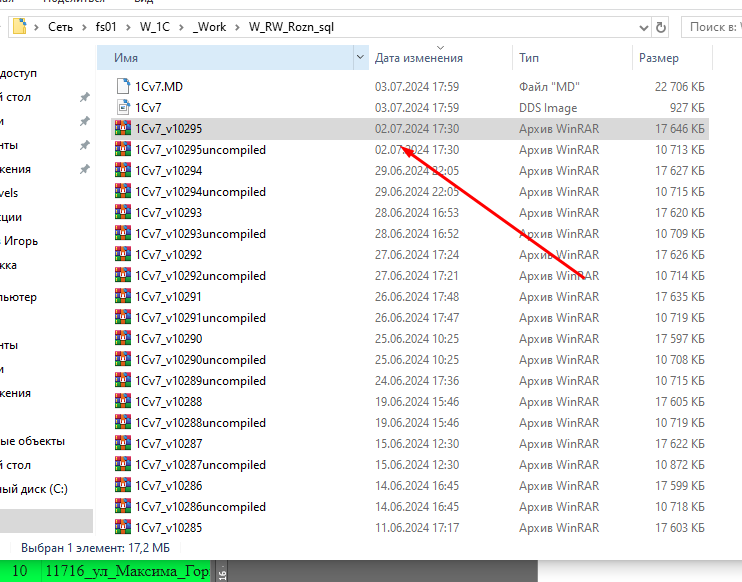 Поделиться Вид
Сеть fs01 W_1C _Work W_RW_Rozn_sql Поиск в:
Имя Дата изменения Тип Размер
доступ
й стол
нты
жения
vels
кции
Игорь
жка
пьютер
нты
жения
ые объекты
й стол
ный диск (C:)
1Cv7.MD 03.07.2024 17:59 Файл "MD" 22 706 КБ
1Cv7 03.07.2024 17:59 DDS Image 927 КБ
1Cv7_v10295 02.07.2024 17:30 Архив WinRAR 17 646 КБ
1Cv7_v10295uncompiled 02.07.2024 17:30 Архив WinRAR 10 713 КБ
1Cv7_v10294 29.06.2024 22:05 Архив WinRAR 17 627 КБ
1Cv7_v10294uncompiled 29.06.2024 22:05 Архив WinRAR 10 715 КБ
1Cv7_v10293 28.06.2024 16:53 Архив WinRAR 17 620 КБ
1Cv7_v10293uncompiled 28.06.2024 16:52 Архив WinRAR 10 709 КБ
1Cv7_v10292 27.06.2024 17:24 Архив WinRAR 17 626 КБ
1Cv7_v10292uncompiled 27.06.2024 17:21 Архив WinRAR 10 714 КБ
1Cv7_v10291 26.06.2024 17:48 Архив WinRAR 17 635 КБ
1Cv7_v10291uncompiled 26.06.2024 17:47 Архив WinRAR 10 719 КБ
1Cv7_v10290 25.06.2024 10:25 Архив WinRAR 17 597 КБ
1Cv7_v10290uncompiled 25.06.2024 10:25 Архив WinRAR 10 708 КБ
1Cv7_v10289uncompiled 24.06.2024 17:36 Архив WinRAR 10 715 КБ
1Cv7_v10288 19.06.2024 15:46 Архив WinRAR 17 605 КБ
1Cv7_v10288uncompiled 19.06.2024 15:46 Архив WinRAR 10 719 КБ
1Cv7_v10287 15.06.2024 12:30 Архив WinRAR 17 622 КБ
1Cv7_v10287uncompiled 15.06.2024 12:30 Архив WinRAR 10 872 КБ
1Cv7_v10286 14.06.2024 16:45 Архив WinRAR 17 599 КБ
1Cv7_v10286uncompiled 14.06.2024 16:45 Архив WinRAR 10 718 КБ
1Cv7_v10285 11.06.2024 17:17 Архив WinRAR 17 603 КБ
Выбран 1 элемент: 17,2 МБ
10 11716_ул_Максима_Гор
16